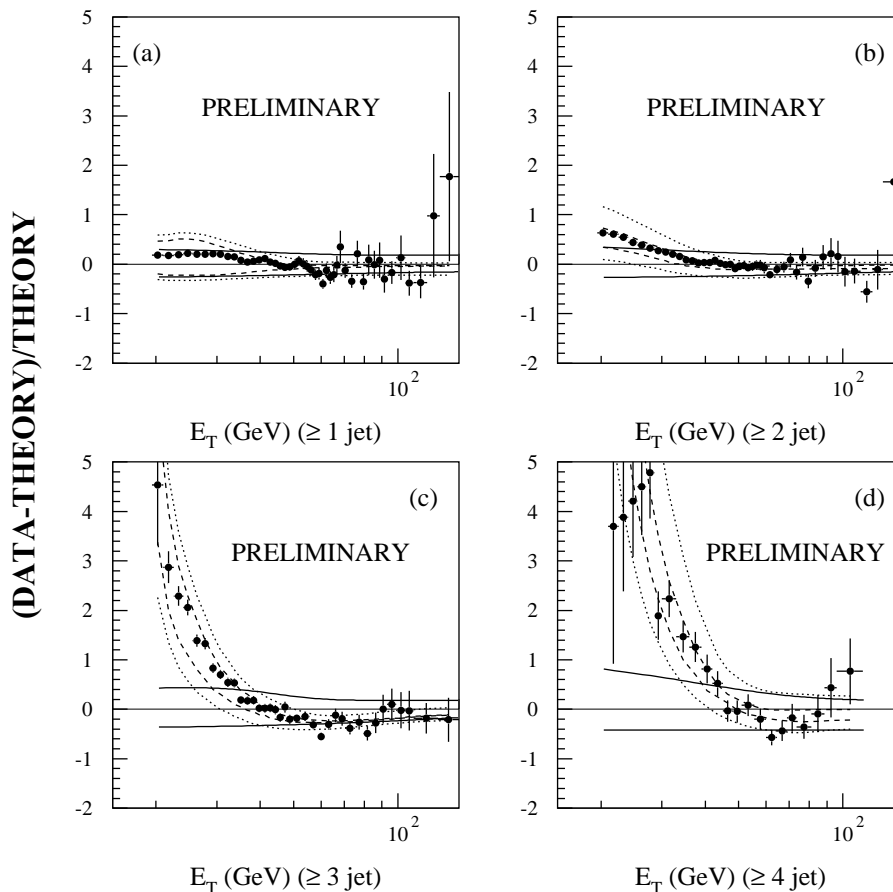 (DATA-THEORY)/THEORY
5
4
3
2
1
0
-1
-2
(a)
PRELIMINARY
10^2
E_T (GeV) (≥ 1 jet)
5
4
3
2
1
0
-1
-2
(b)
PRELIMINARY
10^2
E_T (GeV) (≥ 2 jet)
5
4
3
2
1
0
-1
-2
(c)
PRELIMINARY
10^2
E_T (GeV) (≥ 3 jet)
5
4
3
2
1
0
-1
-2
(d)
PRELIMINARY
10^2
E_T (GeV) (≥ 4 jet)